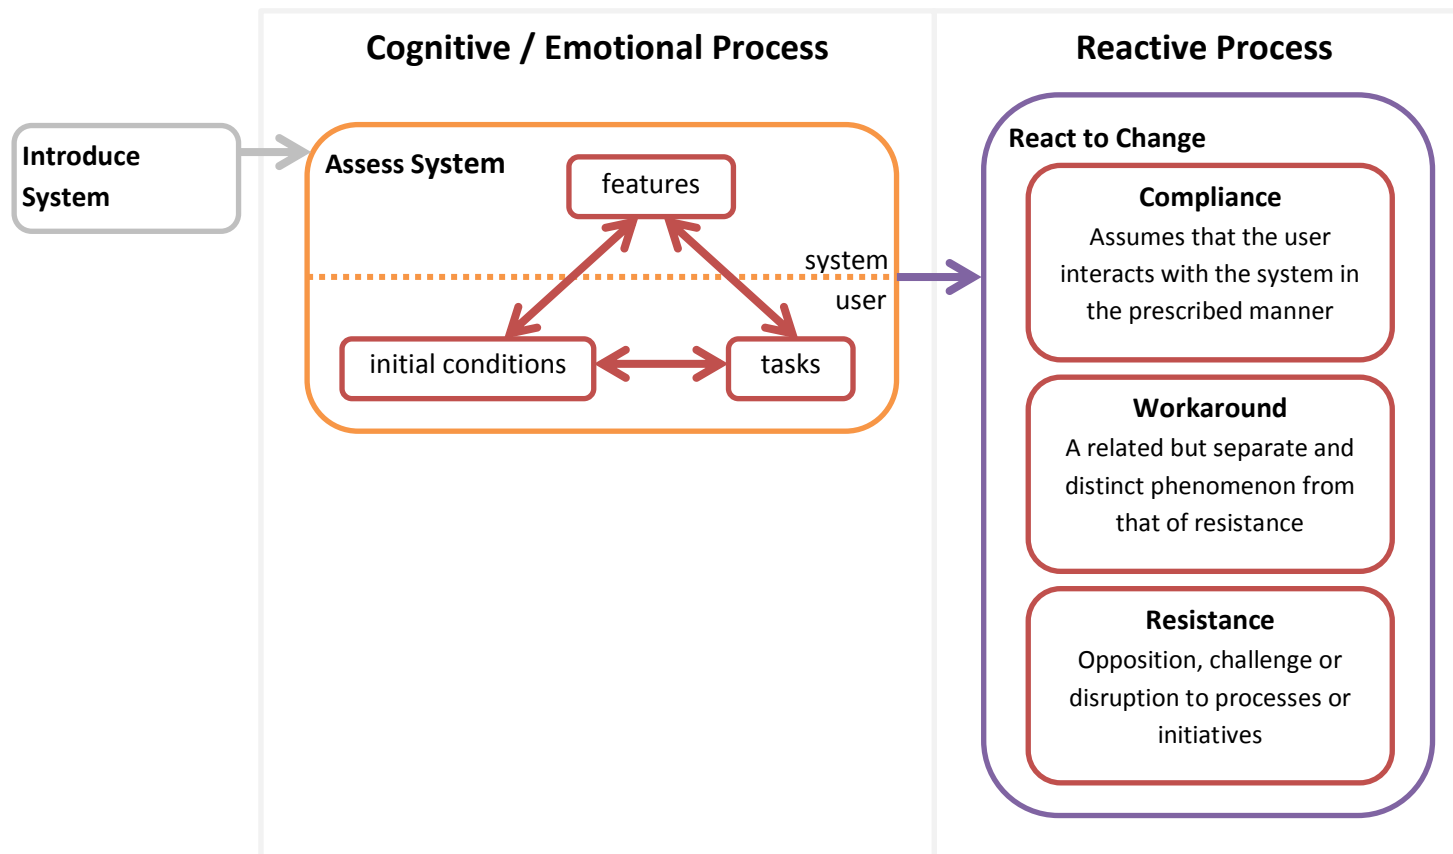 Cognitive / Emotional Process
Reactive Process
Introduce
System
Assess System
features
system
user
initial conditions
tasks
React to Change
Compliance
Assumes that the user
interacts with the system in
the prescribed manner
Workaround
A related but separate and
distinct phenomenon from
that of resistance
Resistance
Opposition, challenge or
disruption to processes or
initiatives